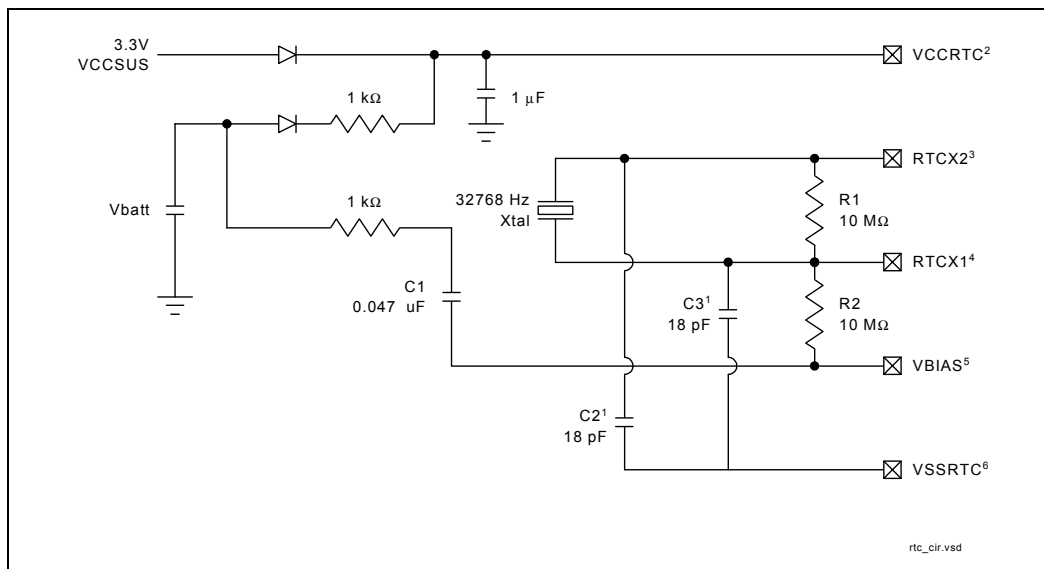 3.3V
VCCSUS
VCCRTC²
1 kΩ
1 μF
RTCX2³
Vbatt
1 kΩ
32768 Hz
Xtal
R1
10 MΩ
RTCX1⁴
C1
0.047 uF
C3¹
18 pF
R2
10 MΩ
VBIAS⁵
C2¹
18 pF
VSSRTC⁶
rtc_cir.vsd